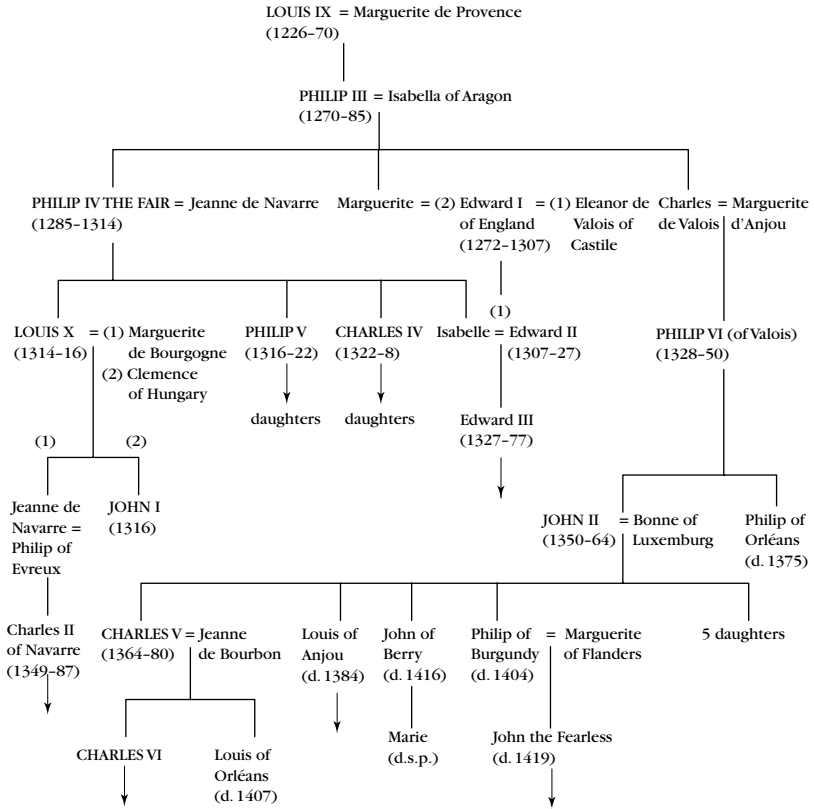 LOUIS IX = Marguerite de Provence
(1226–70)
PHILIP III = Isabella of Aragon
(1270–85)
PHILIP IV THE FAIR = Jeanne de Navarre
(1285–1314)
Marguerite = (2) Edward I = (1) Eleanor de
of England Valois of
(1272–1307) Castile
Charles = Marguerite
de Valois d'Anjou
LOUIS X = (1) Marguerite
(1314–16) de Bourgogne
(2) Clemence
of Hungary
PHILIP V
(1316–22)
daughters
CHARLES IV
(1322–8)
daughters
(1)
Isabelle = Edward II
(1307–27)
Edward III
(1327–77)
PHILIP VI (of Valois)
(1328–50)
(1) (2)
Jeanne de
Navarre =
Philip of
Evreux
JOHN I
(1316)
JOHN II = Bonne of
(1350–64) Luxemburg
Philip of
Orléans
(d. 1375)
Charles II
of Navarre
(1349–87)
CHARLES V = Jeanne
(1364–80) de Bourbon
Louis of
Anjou
(d. 1384)
John of
Berry
(d. 1416)
Philip of = Marguerite
Burgundy of Flanders
(d. 1404)
5 daughters
CHARLES VI
Louis of
Orléans
(d. 1407)
Marie
(d.s.p.)
John the Fearless
(d. 1419)